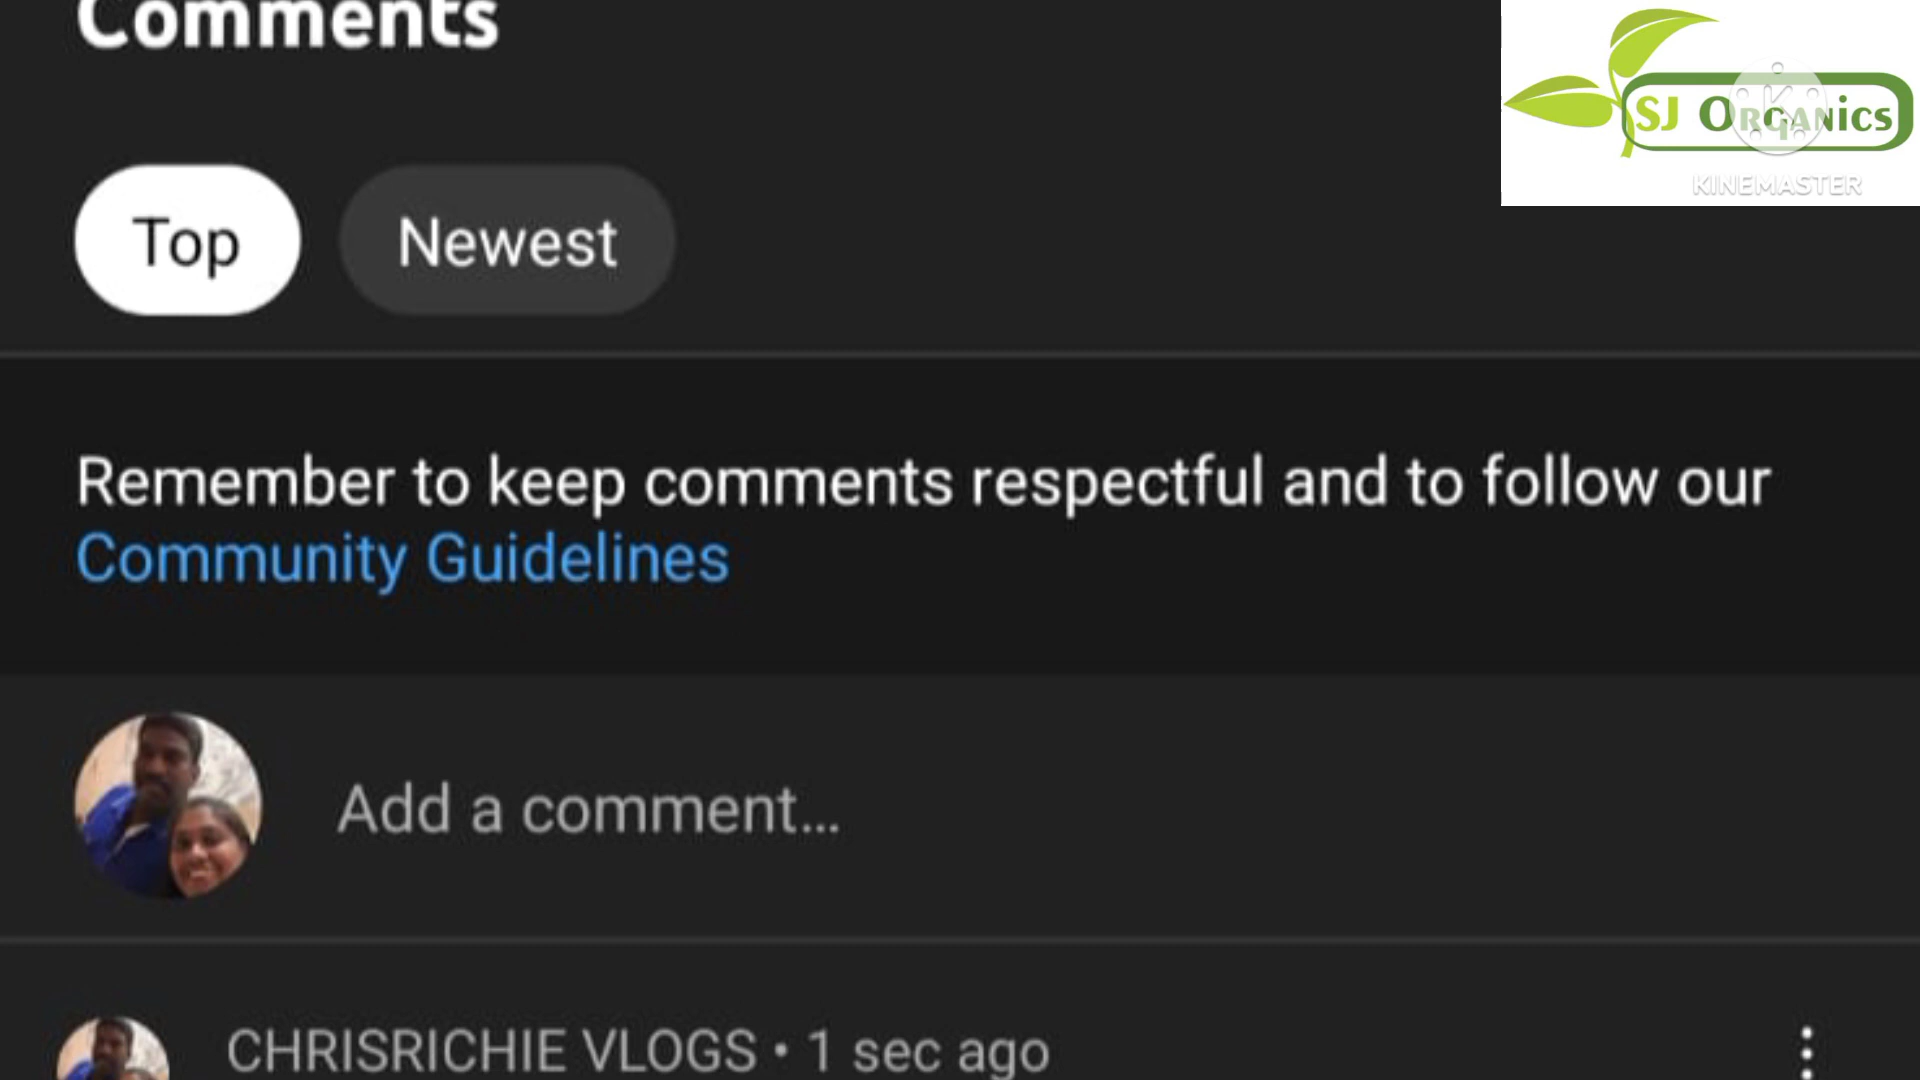 Comments
SJ ORGANics
KINEMASTER
Top
Newest
Remember to keep comments respectful and to follow our
Community Guidelines
Add a comment...
CHRISRICHIE VLOGS • 1 sec ago